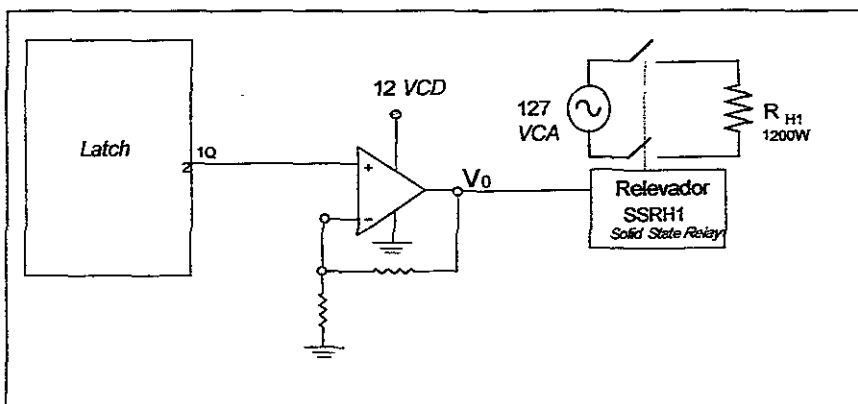 Latch
1Q
2
12 VCD
+
-
V0
127
VCA
R H1
1200W
Relevador
SSRH1
Solid State Relay